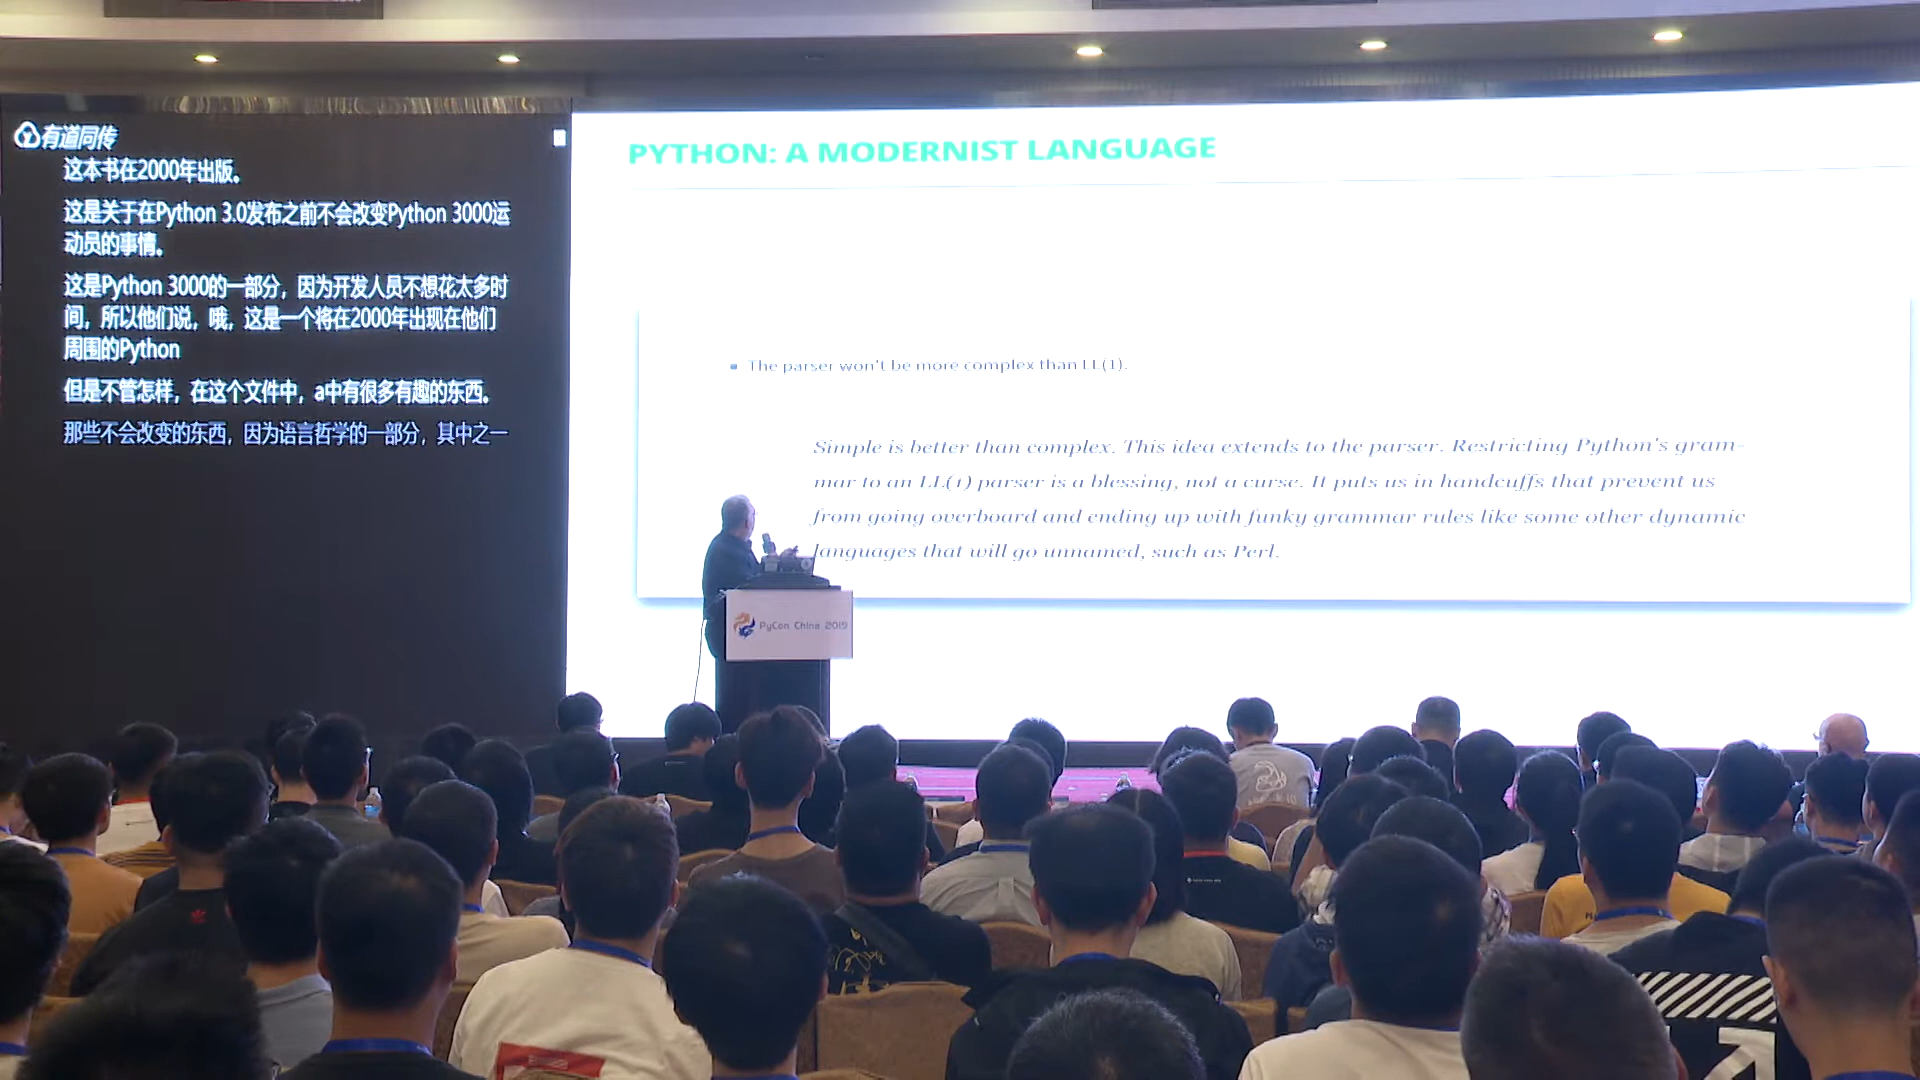 有道同传
这本书在2000年出版。
这是关于在Python 3.0发布之前不会改变Python 3000运
动员的事情。
这是Python 3000的一部分，因为开发人员不想花太多时
间，所以他们说，哦，这是一个将在2000年出现在他们
周围的Python
但是不管怎样，在这个文件中，a中有很多有趣的东西。
那些不会改变的东西，因为语言哲学的一部分，其中之一
PYTHON: A MODERNIST LANGUAGE
The parser won't be more complex than LL(1).
Simple is better than complex. This idea extends to the parser. Restricting Python's gram-
mar to an LL(1) parser is a blessing, not a curse. It puts us in handcuffs that prevent us
from going overboard and ending up with funky grammar rules like some other dynamic
languages that will go unnamed, such as Perl.
PyCon China 2019